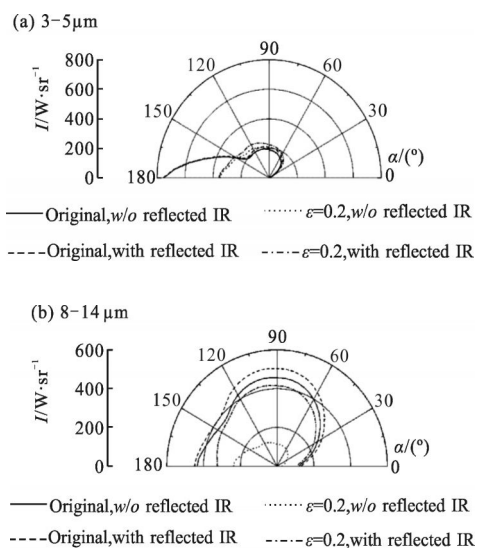 (a) 3-5μm
I/W·sr⁻¹
800
600
400
200
0
180
150
120
90
60
30
0
α/(°)
Original,w/o reflected IR
ε=0.2,w/o reflected IR
Original,with reflected IR
ε=0.2,with reflected IR
(b) 8-14 μm
I/W·sr⁻¹
600
400
200
0
180
150
120
90
60
30
0
α/(°)
Original,w/o reflected IR
ε=0.2,w/o reflected IR
Original,with reflected IR
ε=0.2,with reflected IR